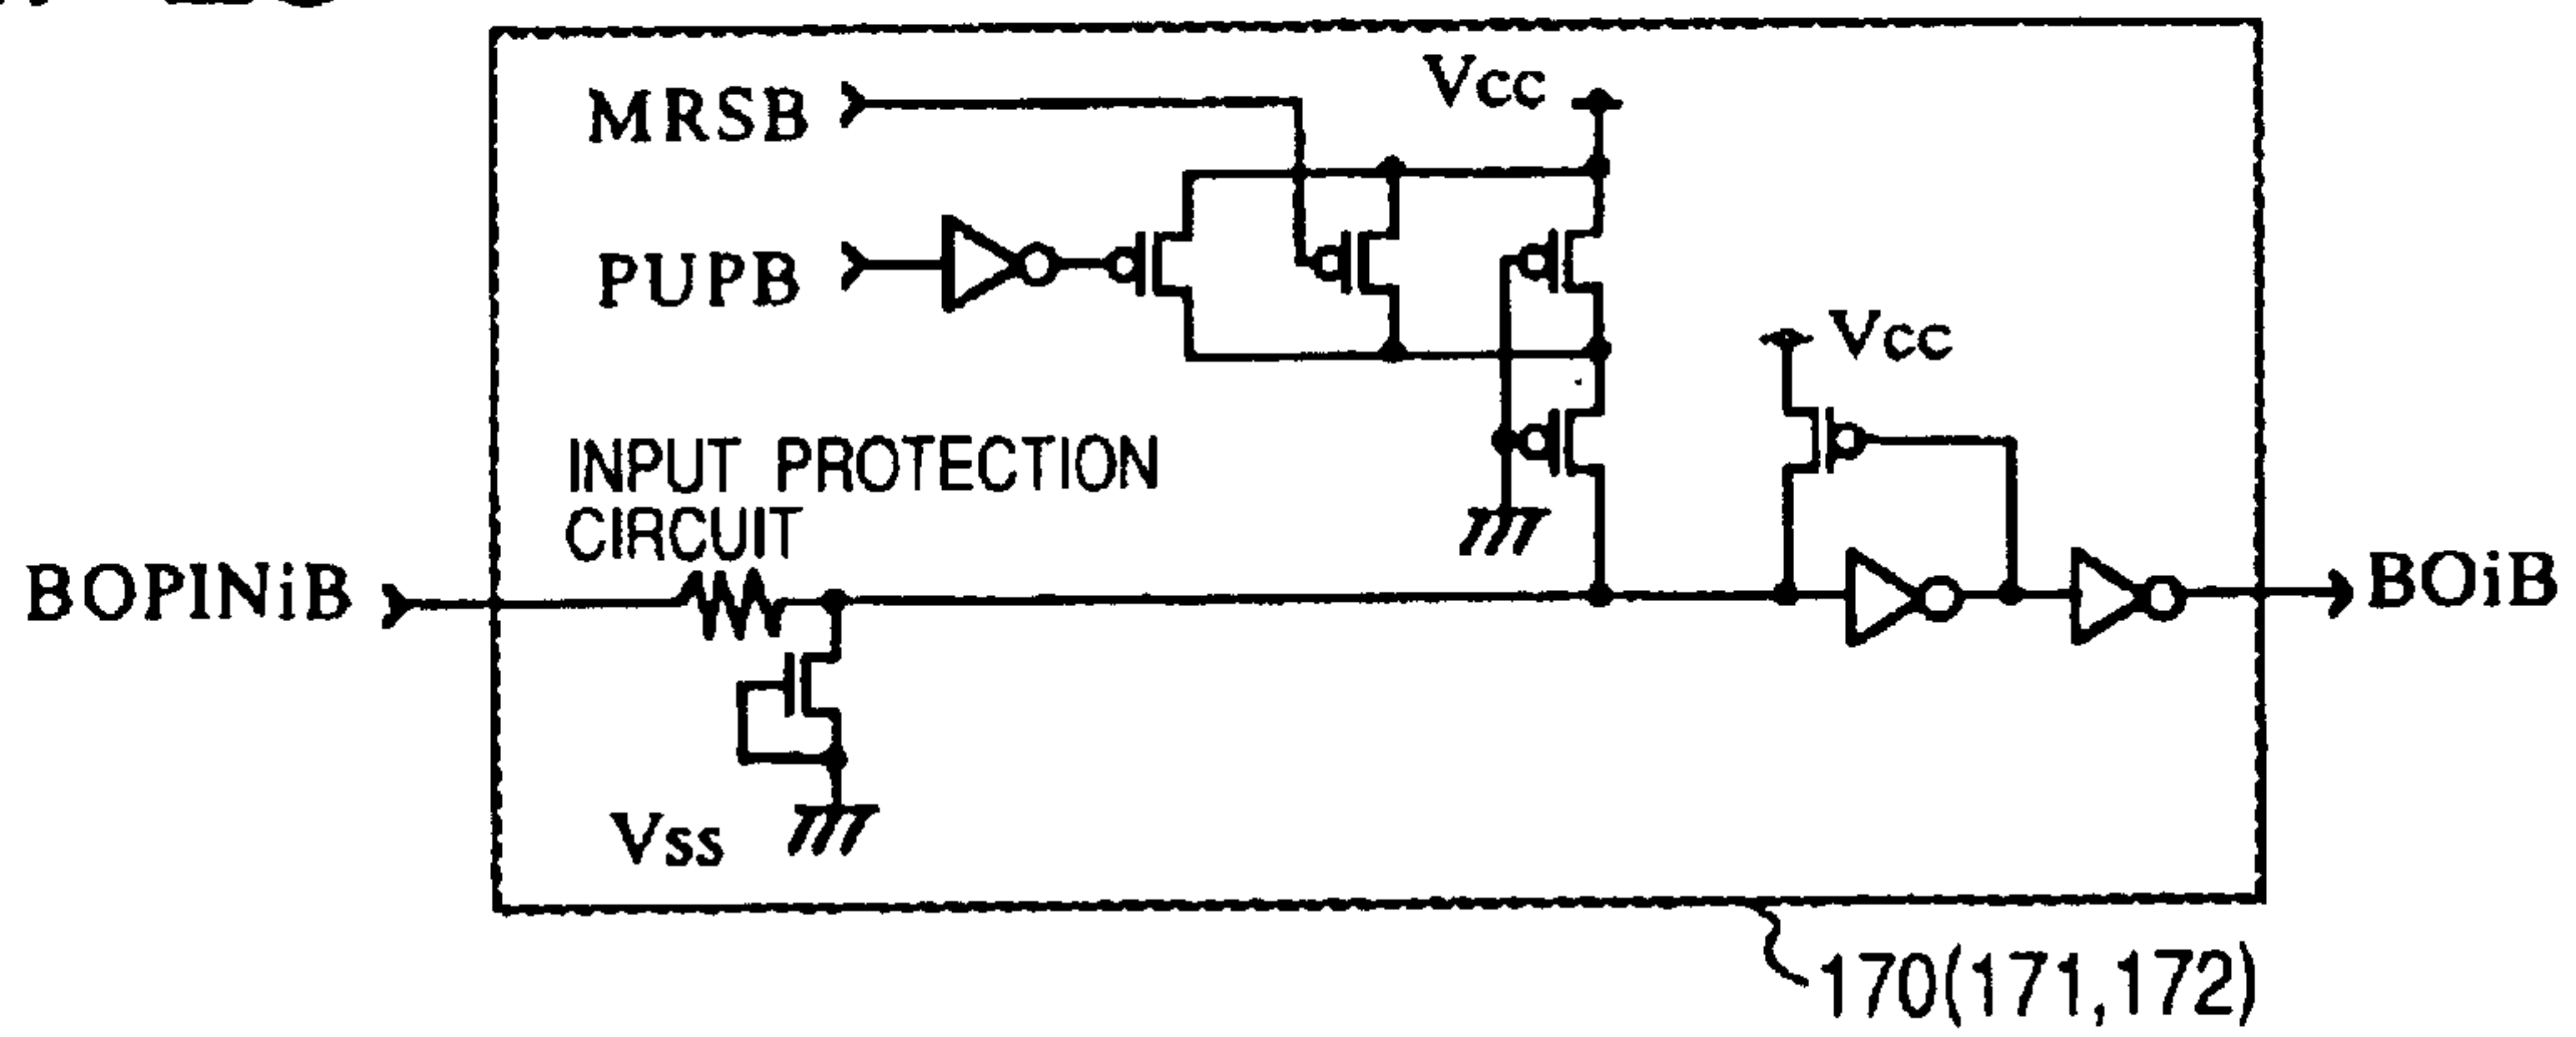 MRSB
Vcc
PUPB
Vcc
INPUT PROTECTION
CIRCUIT
BOPINiB
BOiB
Vss
170(171,172)